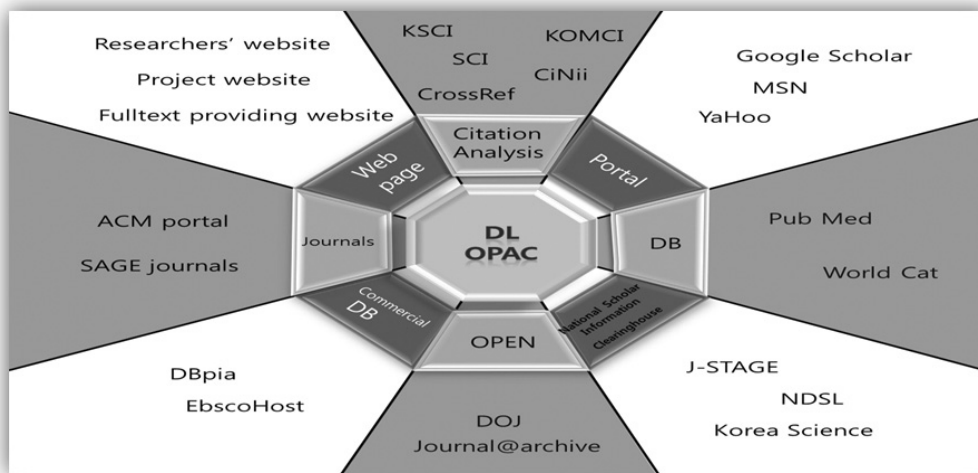 Researchers' website
Project website
Fulltext providing website
KSCI
KOMCI
SCI
CiNii
CrossRef
Google Scholar
MSN
YaHoo
Web
page
Citation
Analysis
Portal
ACM portal
SAGE journals
Journals
DL
OPAC
DB
Pub Med
World Cat
Commercial
DB
OPEN
National Scholar
Information
Clearinghouse
DBpia
EbscoHost
DOJ
Journal@archive
J-STAGE
NDSL
Korea Science